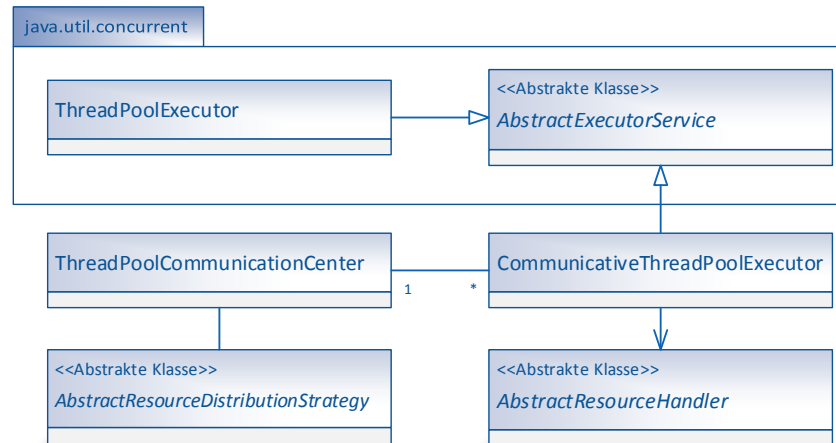 java.util.concurrent
ThreadPoolExecutor
<<Abstrakte Klasse>>
AbstractExecutorService
ThreadPoolCommunicationCenter
1
*
CommunicativeThreadPoolExecutor
<<Abstrakte Klasse>>
AbstractResourceDistributionStrategy
<<Abstrakte Klasse>>
AbstractResourceHandler